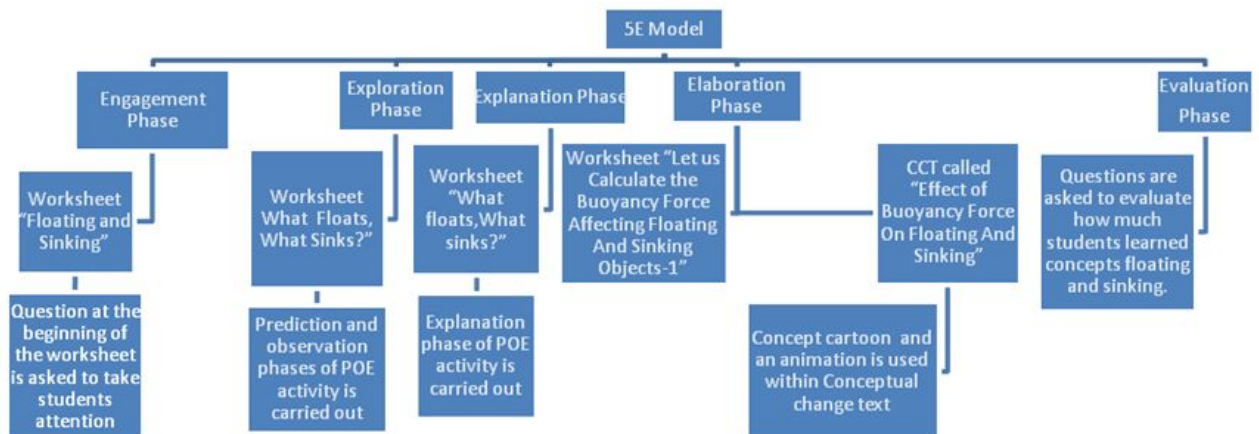 5E Model
Engagement
Phase
Exploration
Phase
Explanation Phase
Elaboration
Phase
Evaluation
Phase
Worksheet
“Floating and
Sinking”
Worksheet
What Floats,
What Sinks?”
Worksheet
“What
floats,What
sinks?”
Worksheet “Let us
Calculate the
Buoyancy Force
Affecting Floating
And Sinking
Objects-1”
CCT called
“Effect of
Buoyancy Force
On Floating And
Sinking”
Questions are
asked to evaluate
how much
students learned
concepts floating
and sinking.
Question at the
beginning of
the worksheet
is asked to take
students
attention
Prediction and
observation
phases of POE
activity is
carried out
Explanation
phase of POE
activity is
carried out
Concept cartoon and
an animation is used
within Conceptual
change text